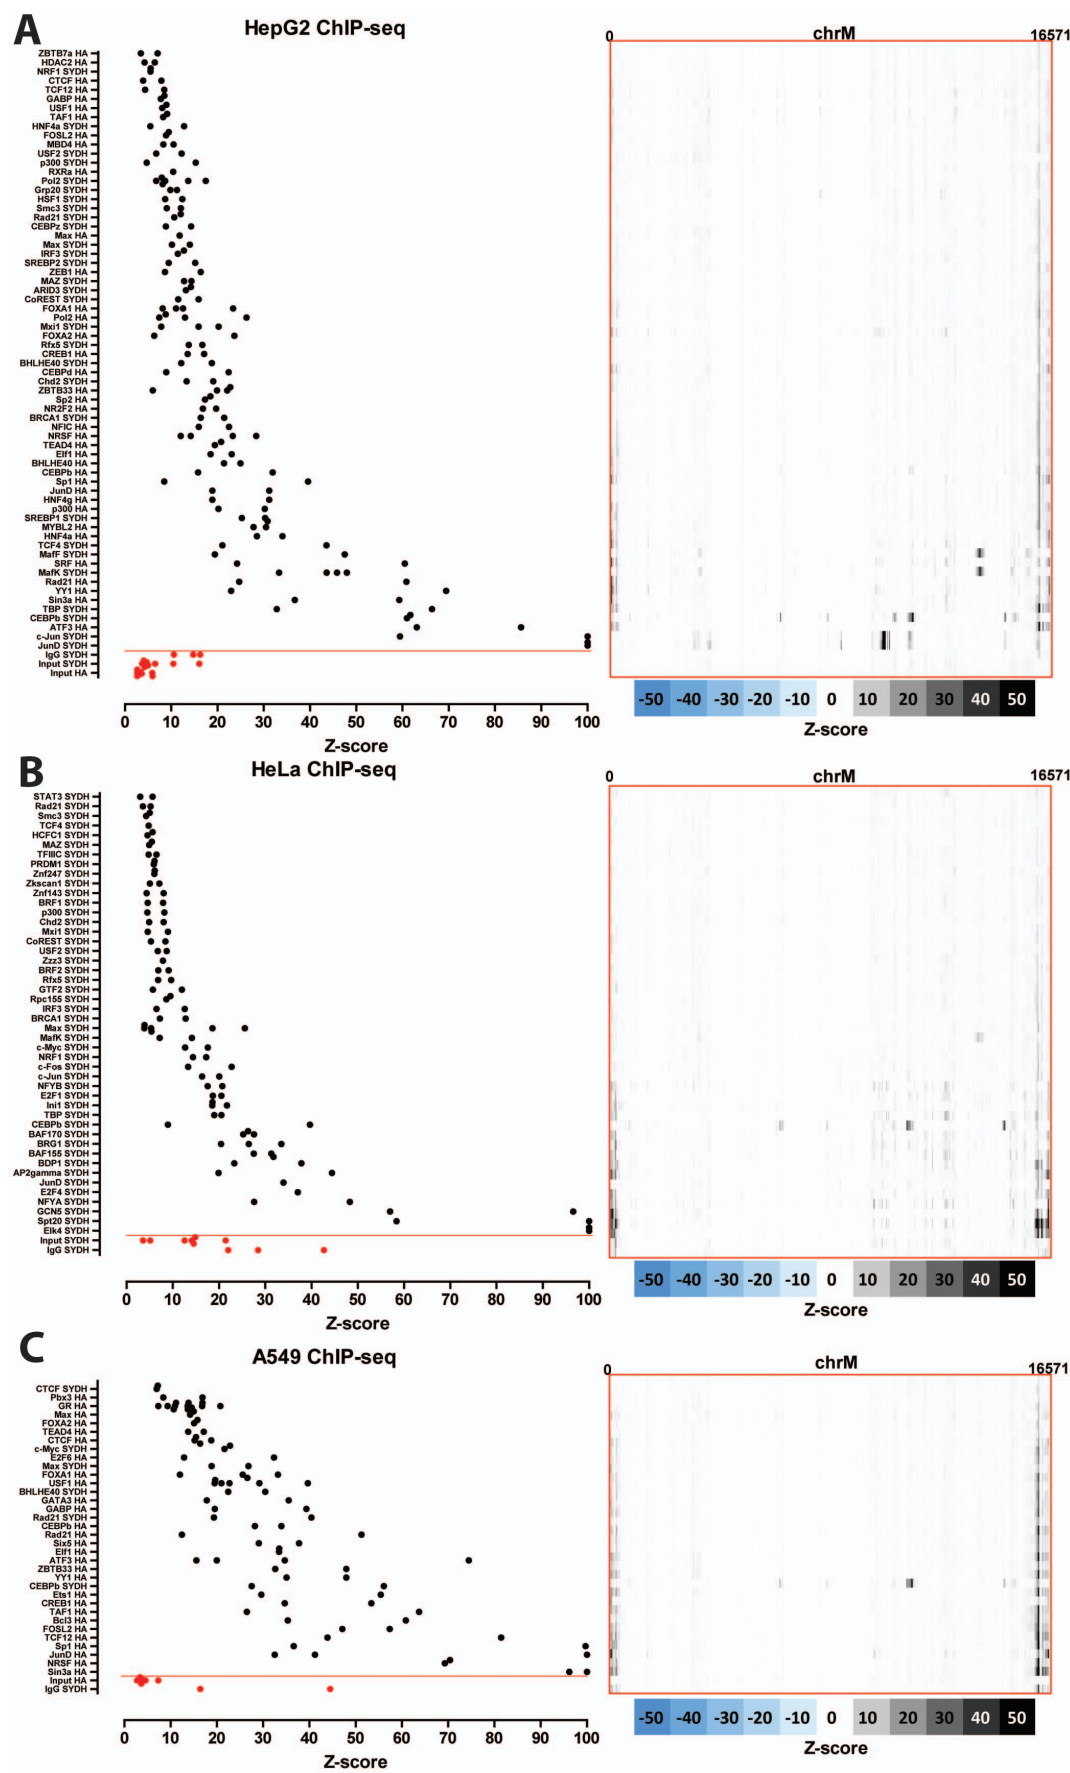 A
HepG2 ChIP-seq
0 chrM 16571
ZBTB7a HA
HDAC2 HA
NRF1 SYDH
CTCF HA
TCF12 HA
GABP HA
USF1 HA
TAF1 HA
HNF4a SYDH
FOSL2 HA
MBD4 HA
USF2 SYDH
p300 SYDH
RXRa HA
Pol2 SYDH
Grp20 SYDH
HSF1 SYDH
Smc3 SYDH
Rad21 SYDH
CEBPz SYDH
Max HA
Max SYDH
IRF3 SYDH
SREBP2 SYDH
ZEB1 HA
MAZ SYDH
ARID3 SYDH
CoREST SYDH
FOXA1 HA
Pol2 HA
Mxi1 SYDH
FOXA2 HA
Rfx5 SYDH
CREB1 HA
BHLHE40 SYDH
CEBPd HA
Chd2 SYDH
ZBTB33 HA
Sp2 HA
NR2F2 HA
BRCA1 SYDH
NFIC HA
NRSF HA
TEAD4 HA
Elf1 HA
BHLHE40 HA
CEBPb HA
Sp1 HA
JunD HA
HNF4g HA
p300 HA
SREBP1 SYDH
MYBL2 HA
HNF4a HA
TCF4 SYDH
MafF SYDH
SRF HA
MafK SYDH
Rad21 HA
YY1 HA
Sin3a HA
TBP SYDH
CEBPb SYDH
ATF3 HA
c-Jun SYDH
JunD SYDH
IgG SYDH
Input SYDH
Input HA
0 10 20 30 40 50 60 70 80 90 100
Z-score
-50 -40 -30 -20 -10 0 10 20 30 40 50
Z-score
B
HeLa ChIP-seq
0 chrM 16571
STAT3 SYDH
Rad21 SYDH
Smc3 SYDH
TCF4 SYDH
HCFC1 SYDH
MAZ SYDH
TFIIIC SYDH
PRDM1 SYDH
Znf247 SYDH
Zkscan1 SYDH
Znf143 SYDH
BRF1 SYDH
p300 SYDH
Chd2 SYDH
Mxi1 SYDH
CoREST SYDH
USF2 SYDH
Zzz3 SYDH
BRF2 SYDH
Rfx5 SYDH
GTF2 SYDH
Rpc155 SYDH
IRF3 SYDH
BRCA1 SYDH
Max SYDH
MafK SYDH
c-Myc SYDH
NRF1 SYDH
c-Fos SYDH
c-Jun SYDH
NFYB SYDH
E2F1 SYDH
Ini1 SYDH
TBP SYDH
CEBPb SYDH
BAF170 SYDH
BRG1 SYDH
BAF155 SYDH
BDP1 SYDH
AP2gamma SYDH
JunD SYDH
E2F4 SYDH
NFYA SYDH
GCN5 SYDH
Spt20 SYDH
Elk4 SYDH
Input SYDH
IgG SYDH
0 10 20 30 40 50 60 70 80 90 100
Z-score
-50 -40 -30 -20 -10 0 10 20 30 40 50
Z-score
C
A549 ChIP-seq
0 chrM 16571
CTCF SYDH
Pbx3 HA
GR HA
Max HA
FOXA2 HA
TEAD4 HA
CTCF HA
c-Myc SYDH
E2F6 HA
Max SYDH
FOXA1 HA
USF1 HA
BHLHE40 SYDH
GATA3 HA
GABP HA
Rad21 SYDH
CEBPb HA
Rad21 HA
Six5 HA
Elf1 HA
ATF3 HA
ZBTB33 HA
YY1 HA
CEBPb SYDH
Ets1 HA
CREB1 HA
TAF1 HA
Bcl3 HA
FOSL2 HA
TCF12 HA
Sp1 HA
JunD HA
NRSF HA
Sin3a HA
Input HA
IgG SYDH
0 10 20 30 40 50 60 70 80 90 100
Z-score
-50 -40 -30 -20 -10 0 10 20 30 40 50
Z-score